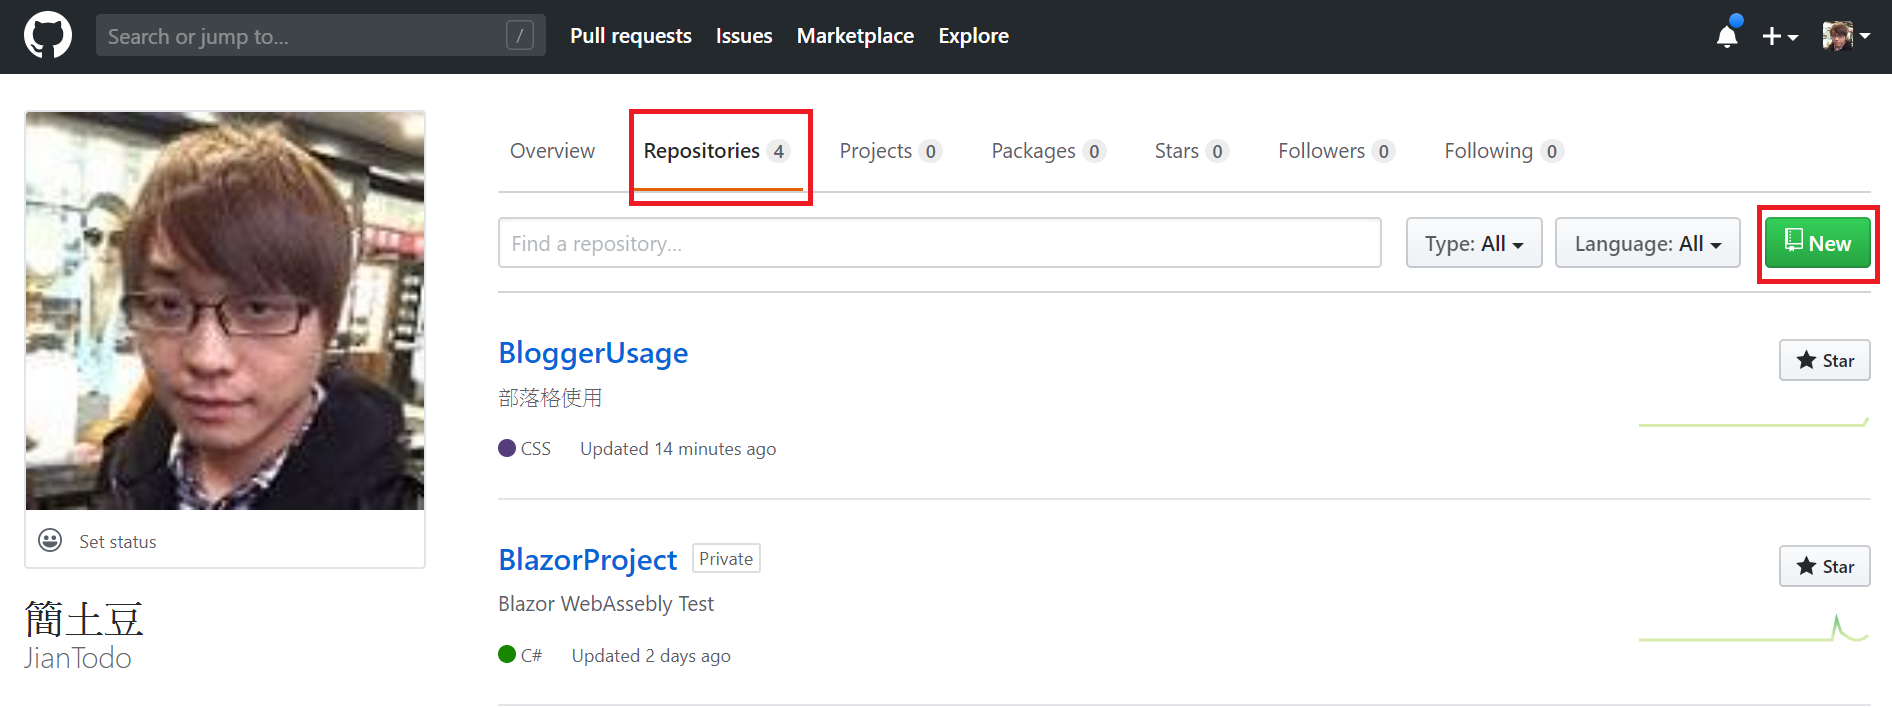 Search or jump to... / Pull requests Issues Marketplace Explore
Overview Repositories 4 Projects 0 Packages 0 Stars 0 Followers 0 Following 0
Find a repository... Type: All Language: All New
BloggerUsage
Star
部落格使用
CSS Updated 14 minutes ago
Set status
BlazorProject Private
Star
Blazor WebAssebly Test
簡土豆
JianTodo
C# Updated 2 days ago